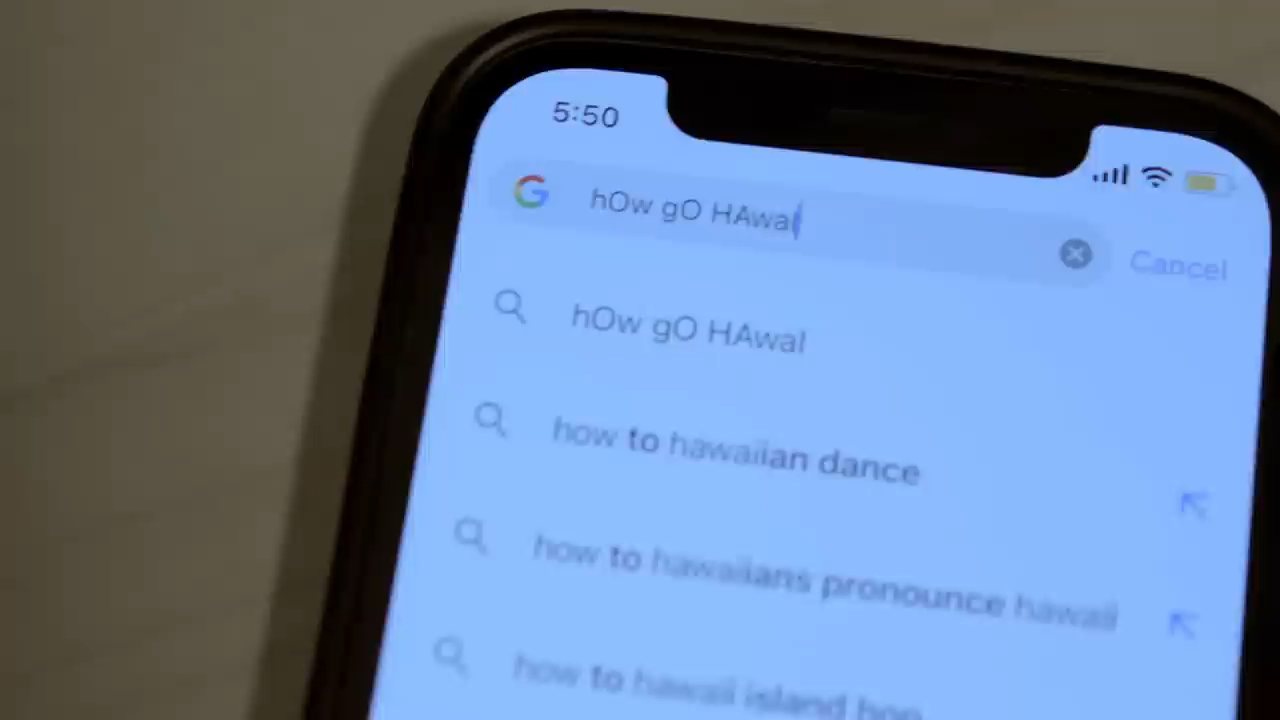 5:50
hOw gO HAwaI
Cancel
hOw gO HAwaI
how to hawaiian dance
how to hawaiians pronounce hawaii
how to hawaii island hop